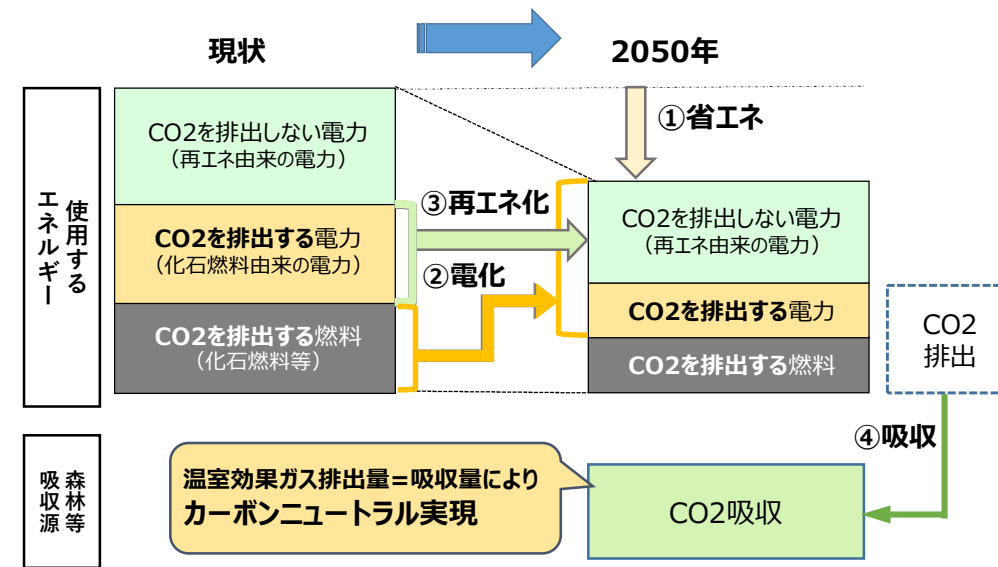 現状
2050年
使用する
エネルギー
CO2を排出しない電力
（再エネ由来の電力）
CO2を排出する電力
（化石燃料由来の電力）
CO2を排出する燃料
（化石燃料等）
①省エネ
③再エネ化
②電化
CO2を排出しない電力
（再エネ由来の電力）
CO2を排出する電力
CO2を排出する燃料
CO2
排出
④吸収
森林等
吸収源
温室効果ガス排出量=吸収量により
カーボンニュートラル実現
CO2吸収